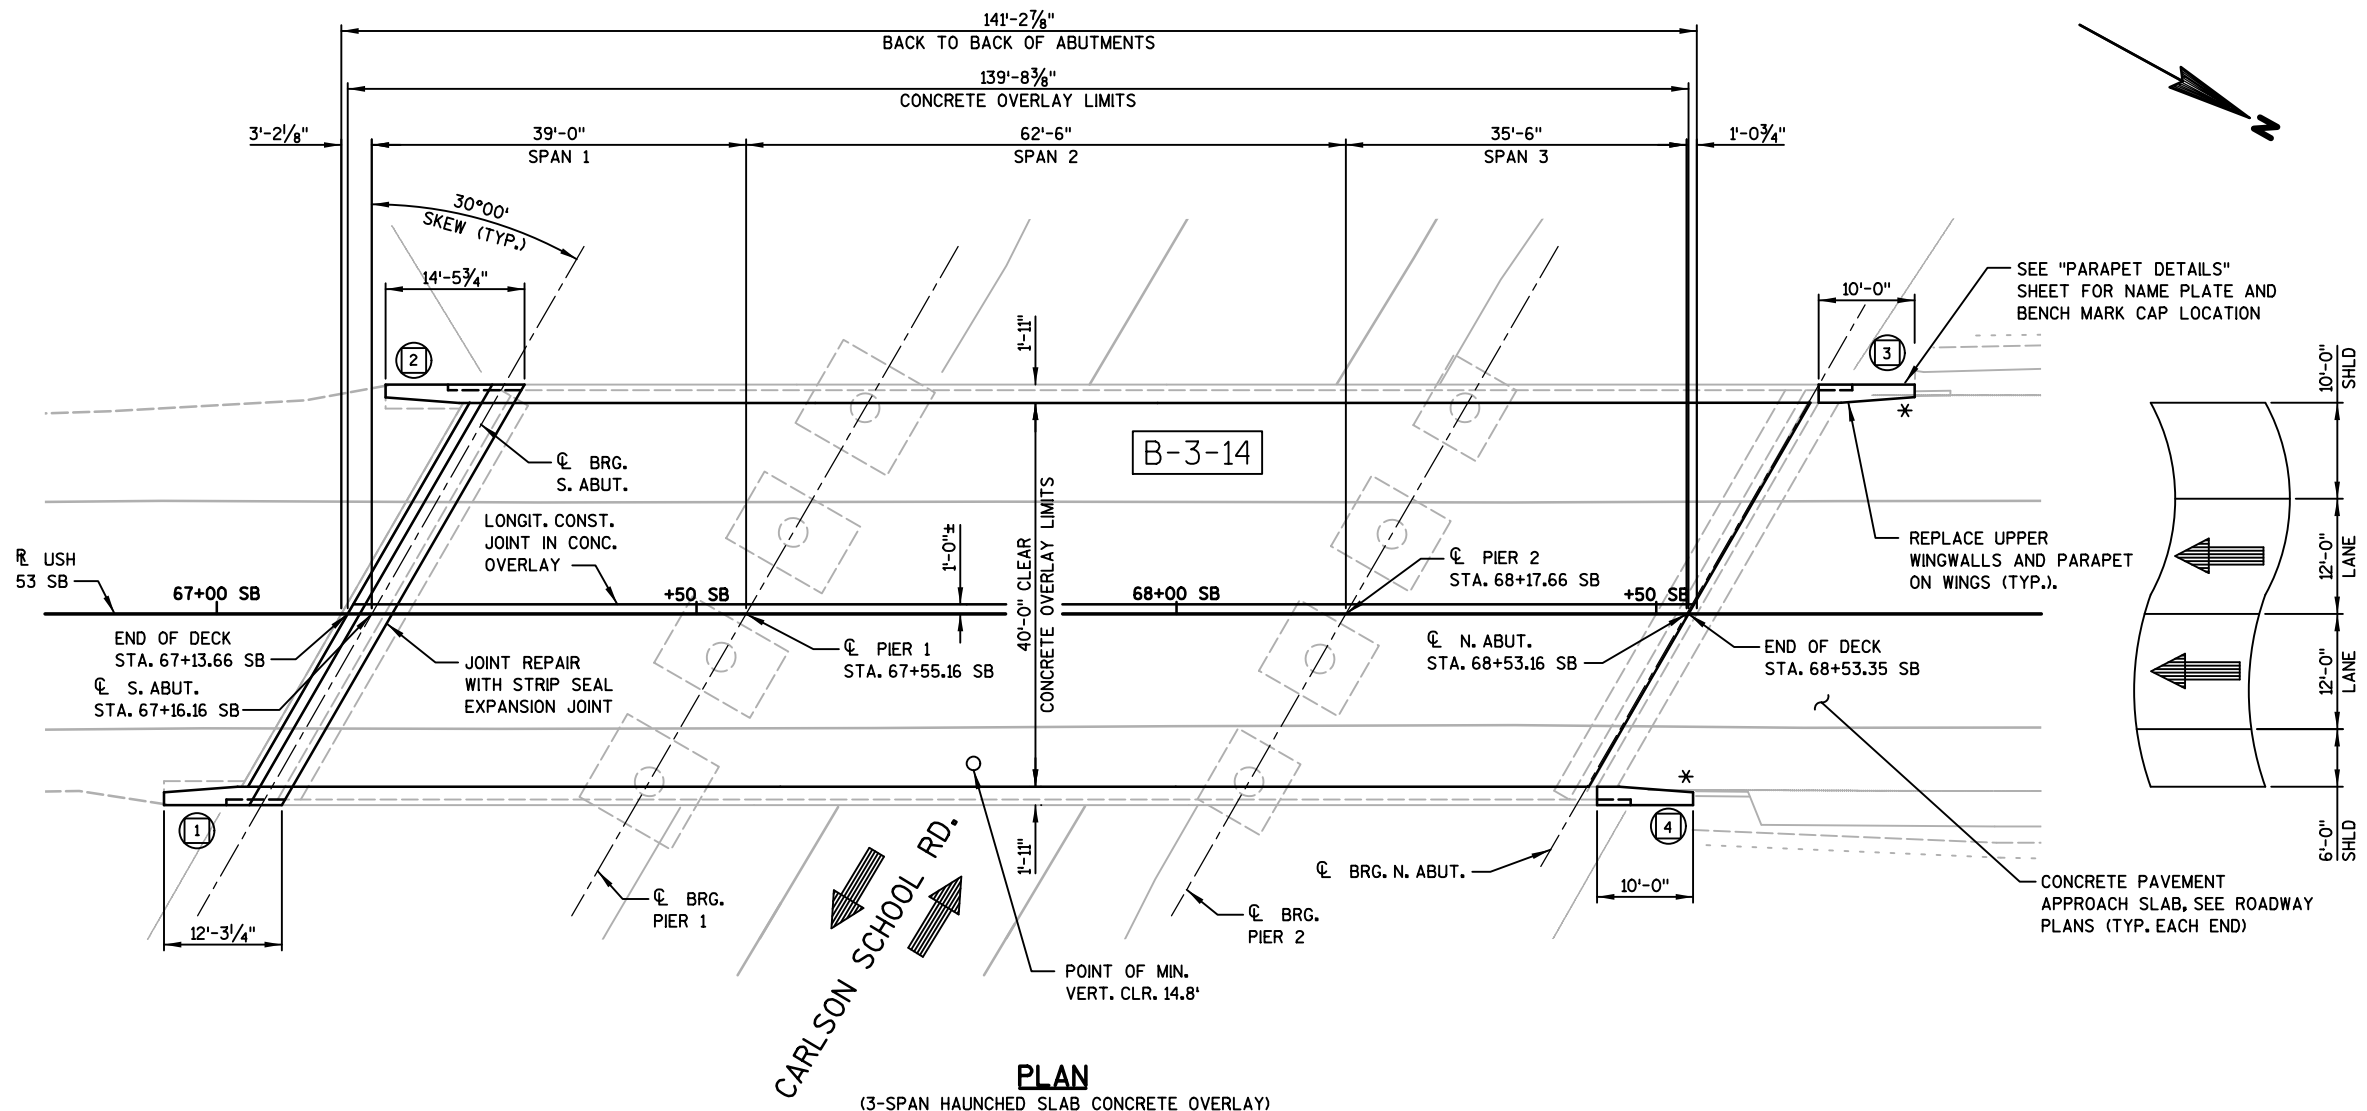 141'-2⅞"
BACK TO BACK OF ABUTMENTS
139'-8⅜"
CONCRETE OVERLAY LIMITS
3'-2⅛"
39'-0"
SPAN 1
62'-6"
SPAN 2
35'-6"
SPAN 3
1'-0¾"
N
30°00'
SKEW (TYP.)
14'-5¾"
2
1'-11"
10'-0"
3
SEE "PARAPET DETAILS"
SHEET FOR NAME PLATE AND
BENCH MARK CAP LOCATION
*
10'-0"
SHLD
B-3-14
℄ BRG.
S. ABUT.
LONGIT. CONST.
JOINT IN CONC.
OVERLAY
1'-0"±
40'-0" CLEAR
CONCRETE OVERLAY LIMITS
℄ PIER 2
STA. 68+17.66 SB
REPLACE UPPER
WINGWALLS AND PARAPET
ON WINGS (TYP.).
12'-0"
LANE
R̲L̲ USH
53 SB
67+00 SB
+50 SB
68+00 SB
+50 SB
END OF DECK
STA. 67+13.66 SB
℄ S. ABUT.
STA. 67+16.16 SB
JOINT REPAIR
WITH STRIP SEAL
EXPANSION JOINT
℄ PIER 1
STA. 67+55.16 SB
℄ N. ABUT.
STA. 68+53.16 SB
END OF DECK
STA. 68+53.35 SB
12'-0"
LANE
*
1
4
6'-0"
SHLD
12'-3¼"
℄ BRG.
PIER 1
CARLSON SCHOOL RD.
1'-11"
℄ BRG.
PIER 2
℄ BRG. N. ABUT.
10'-0"
CONCRETE PAVEMENT
APPROACH SLAB, SEE ROADWAY
PLANS (TYP. EACH END)
POINT OF MIN.
VERT. CLR. 14.8'
PLAN
(3-SPAN HAUNCHED SLAB CONCRETE OVERLAY)